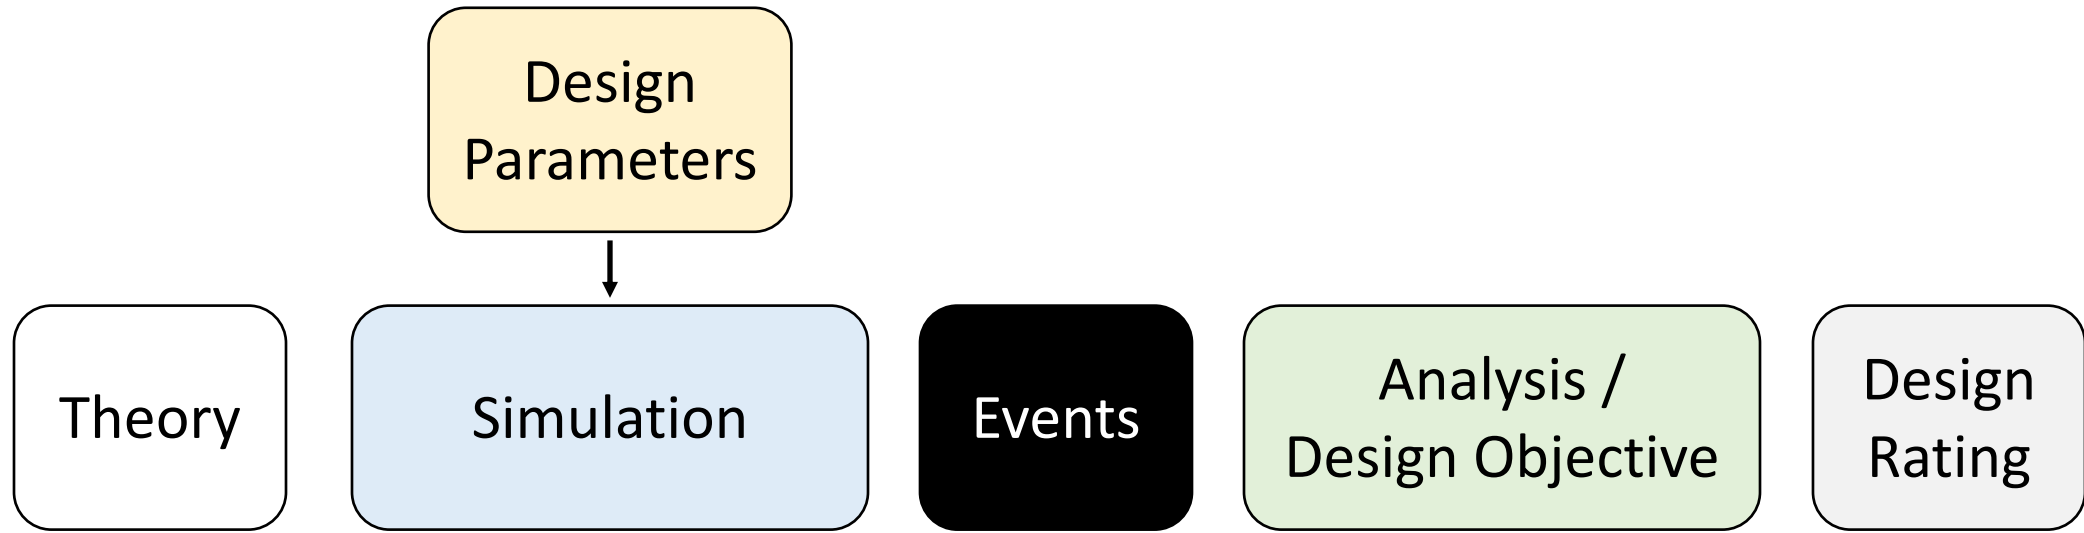 Design
Parameters
Theory
Simulation
Events
Analysis /
Design Objective
Design
Rating